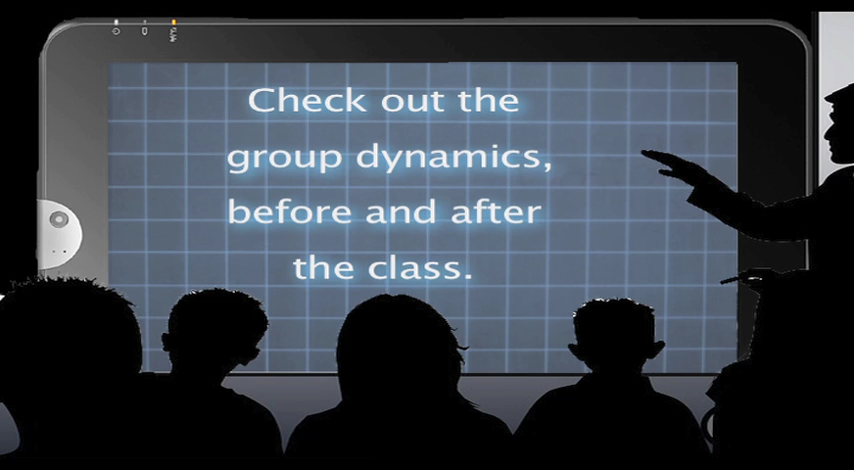 Check out the
group dynamics,
before and after
the class.